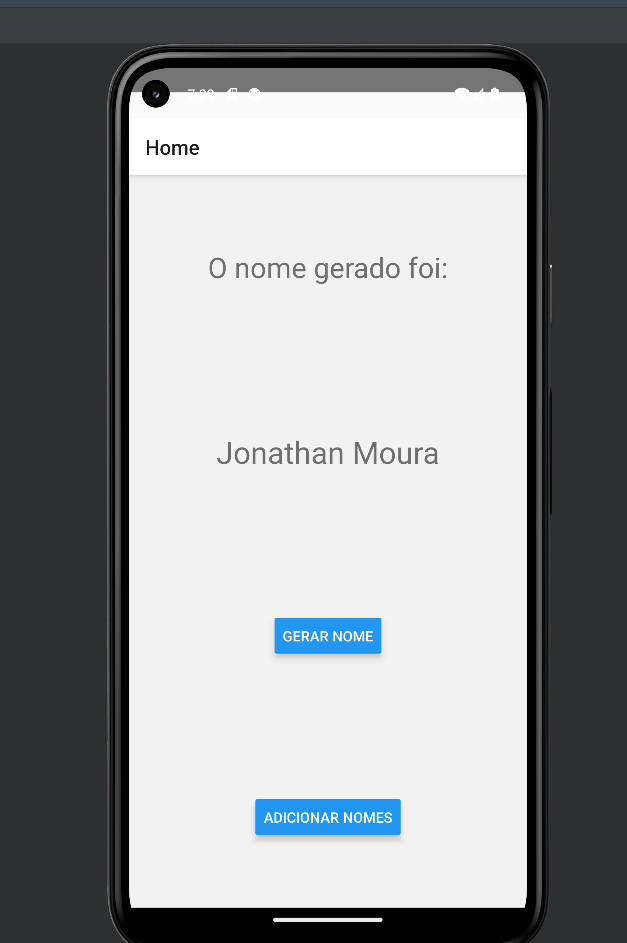 Home
O nome gerado foi:
Jonathan Moura
GERAR NOME
ADICIONAR NOMES